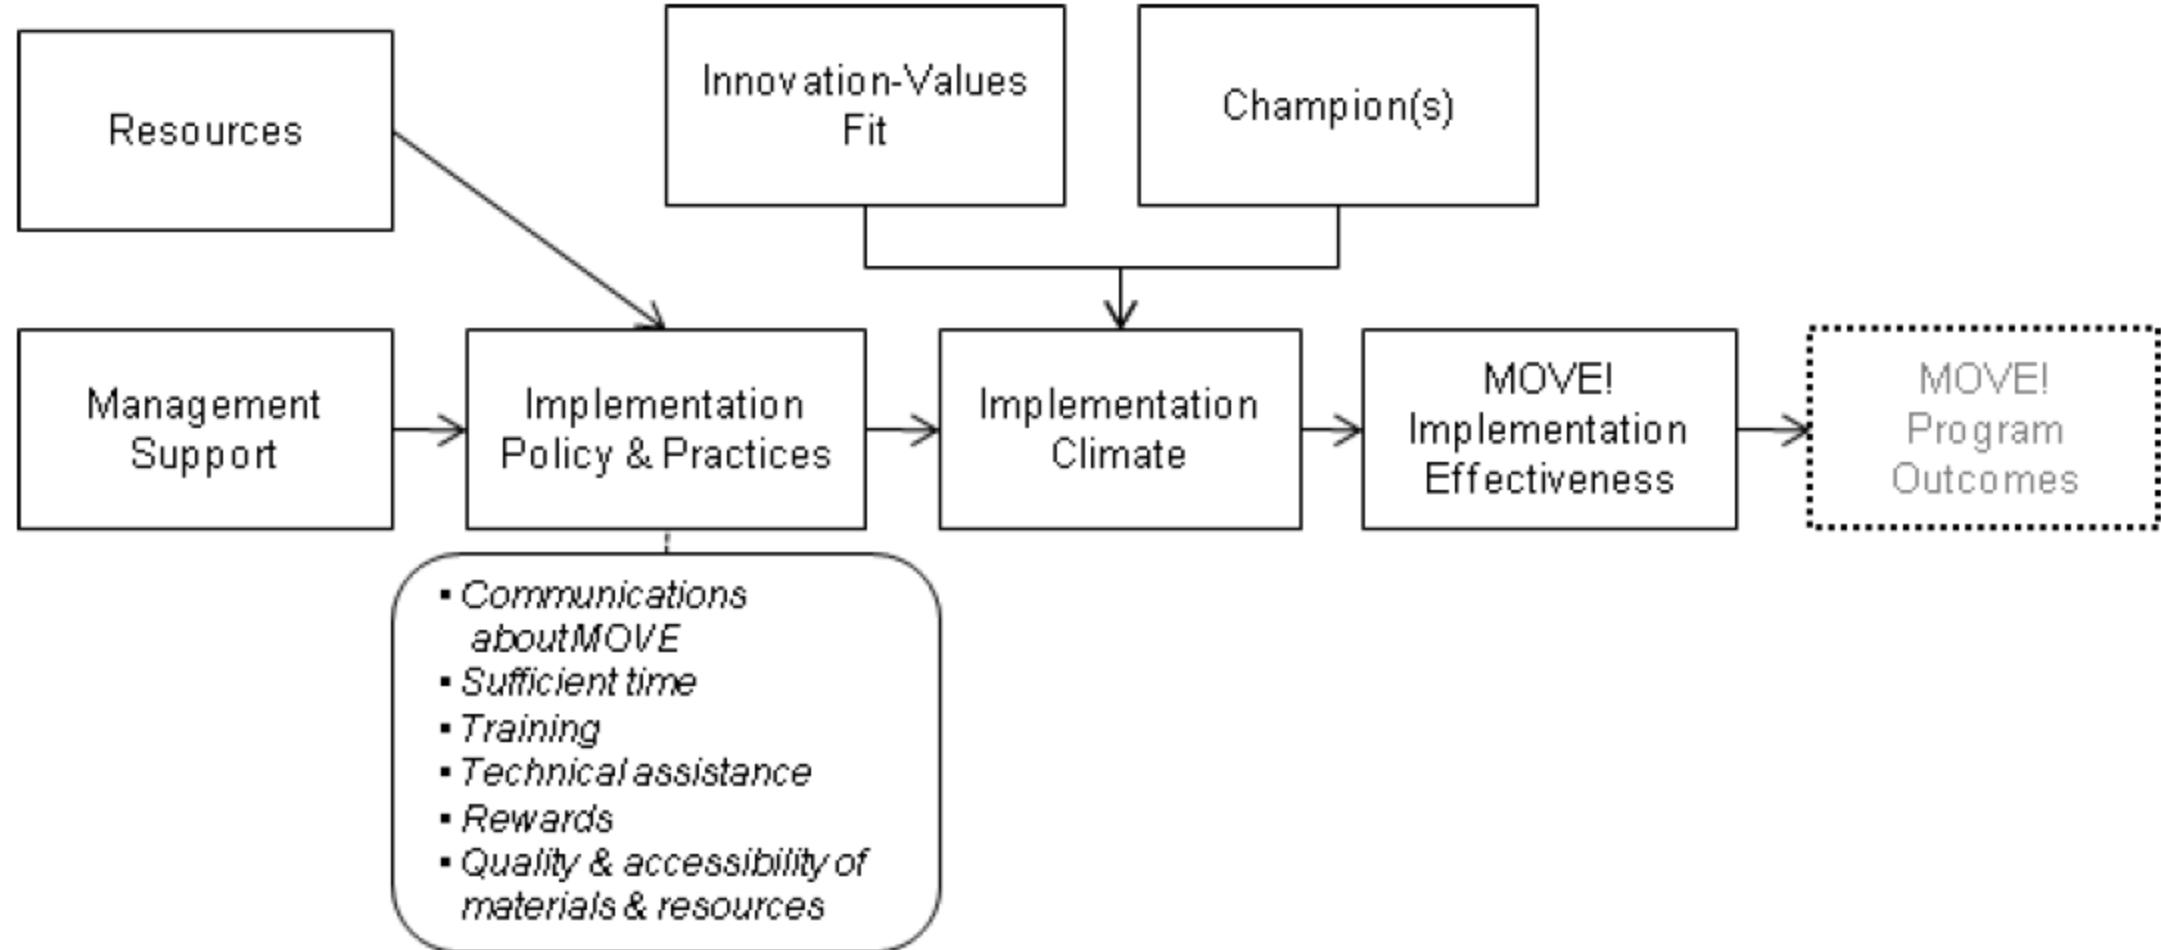 Resources
Innovation-Values
Fit
Champion(s)
Management
Support
Implementation
Policy & Practices
Implementation
Climate
MOVE!
Implementation
Effectiveness
MOVE!
Program
Outcomes
▪ Communications
about MOVE
▪ Sufficient time
▪ Training
▪ Technical assistance
▪ Rewards
▪ Quality & accessibility of
materials & resources